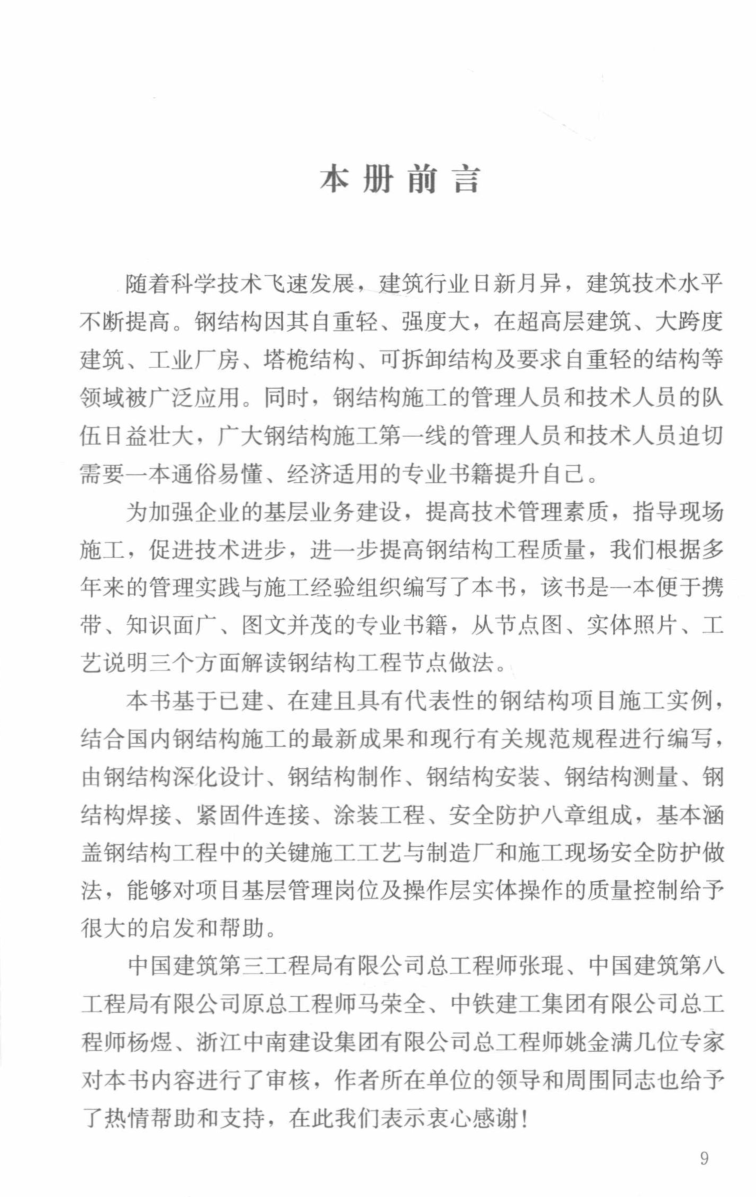 本册前言
随着科学技术飞速发展，建筑行业日新月异，建筑技术水平
不断提高。钢结构因其自重轻、强度大，在超高层建筑、大跨度
建筑、工业厂房、塔桅结构、可拆卸结构及要求自重轻的结构等
领域被广泛应用。同时，钢结构施工的管理人员和技术人员的队
伍日益壮大，广大钢结构施工第一线的管理人员和技术人员迫切
需要一本通俗易懂、经济适用的专业书籍提升自己。
为加强企业的基层业务建设，提高技术管理素质，指导现场
施工，促进技术进步，进一步提高钢结构工程质量，我们根据多
年来的管理实践与施工经验组织编写了本书，该书是一本便于携
带、知识面广、图文并茂的专业书籍，从节点图、实体照片、工
艺说明三个方面解读钢结构工程节点做法。
本书基于已建、在建且具有代表性的钢结构项目施工实例，
结合国内钢结构施工的最新成果和现行有关规范规程进行编写，
由钢结构深化设计、钢结构制作、钢结构安装、钢结构测量、钢
结构焊接、紧固件连接、涂装工程、安全防护八章组成，基本涵
盖钢结构工程中的关键施工工艺与制造厂和施工现场安全防护做
法，能够对项目基层管理岗位及操作层实体操作的质量控制给予
很大的启发和帮助。
中国建筑第三工程局有限公司总工程师张琨、中国建筑第八
工程局有限公司原总工程师马荣全、中铁建工集团有限公司总工
程师杨煜、浙江中南建设集团有限公司总工程师姚金满几位专家
对本书内容进行了审核，作者所在单位的领导和周围同志也给予
了热情帮助和支持，在此我们表示衷心感谢！
9